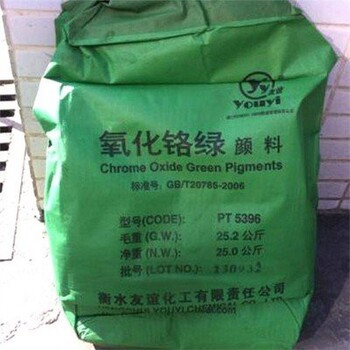 友谊 ®
youyi
氧化铬绿 颜料
Chrome Oxide Green Pigments
标准号: GB/T20785-2006
型号(CODE): PT 5396
毛重(G.W.): 25.2 公斤
净重(N.W.): 25.0 公斤
批号(LOT NO.):
衡水友谊化工有限责任公司